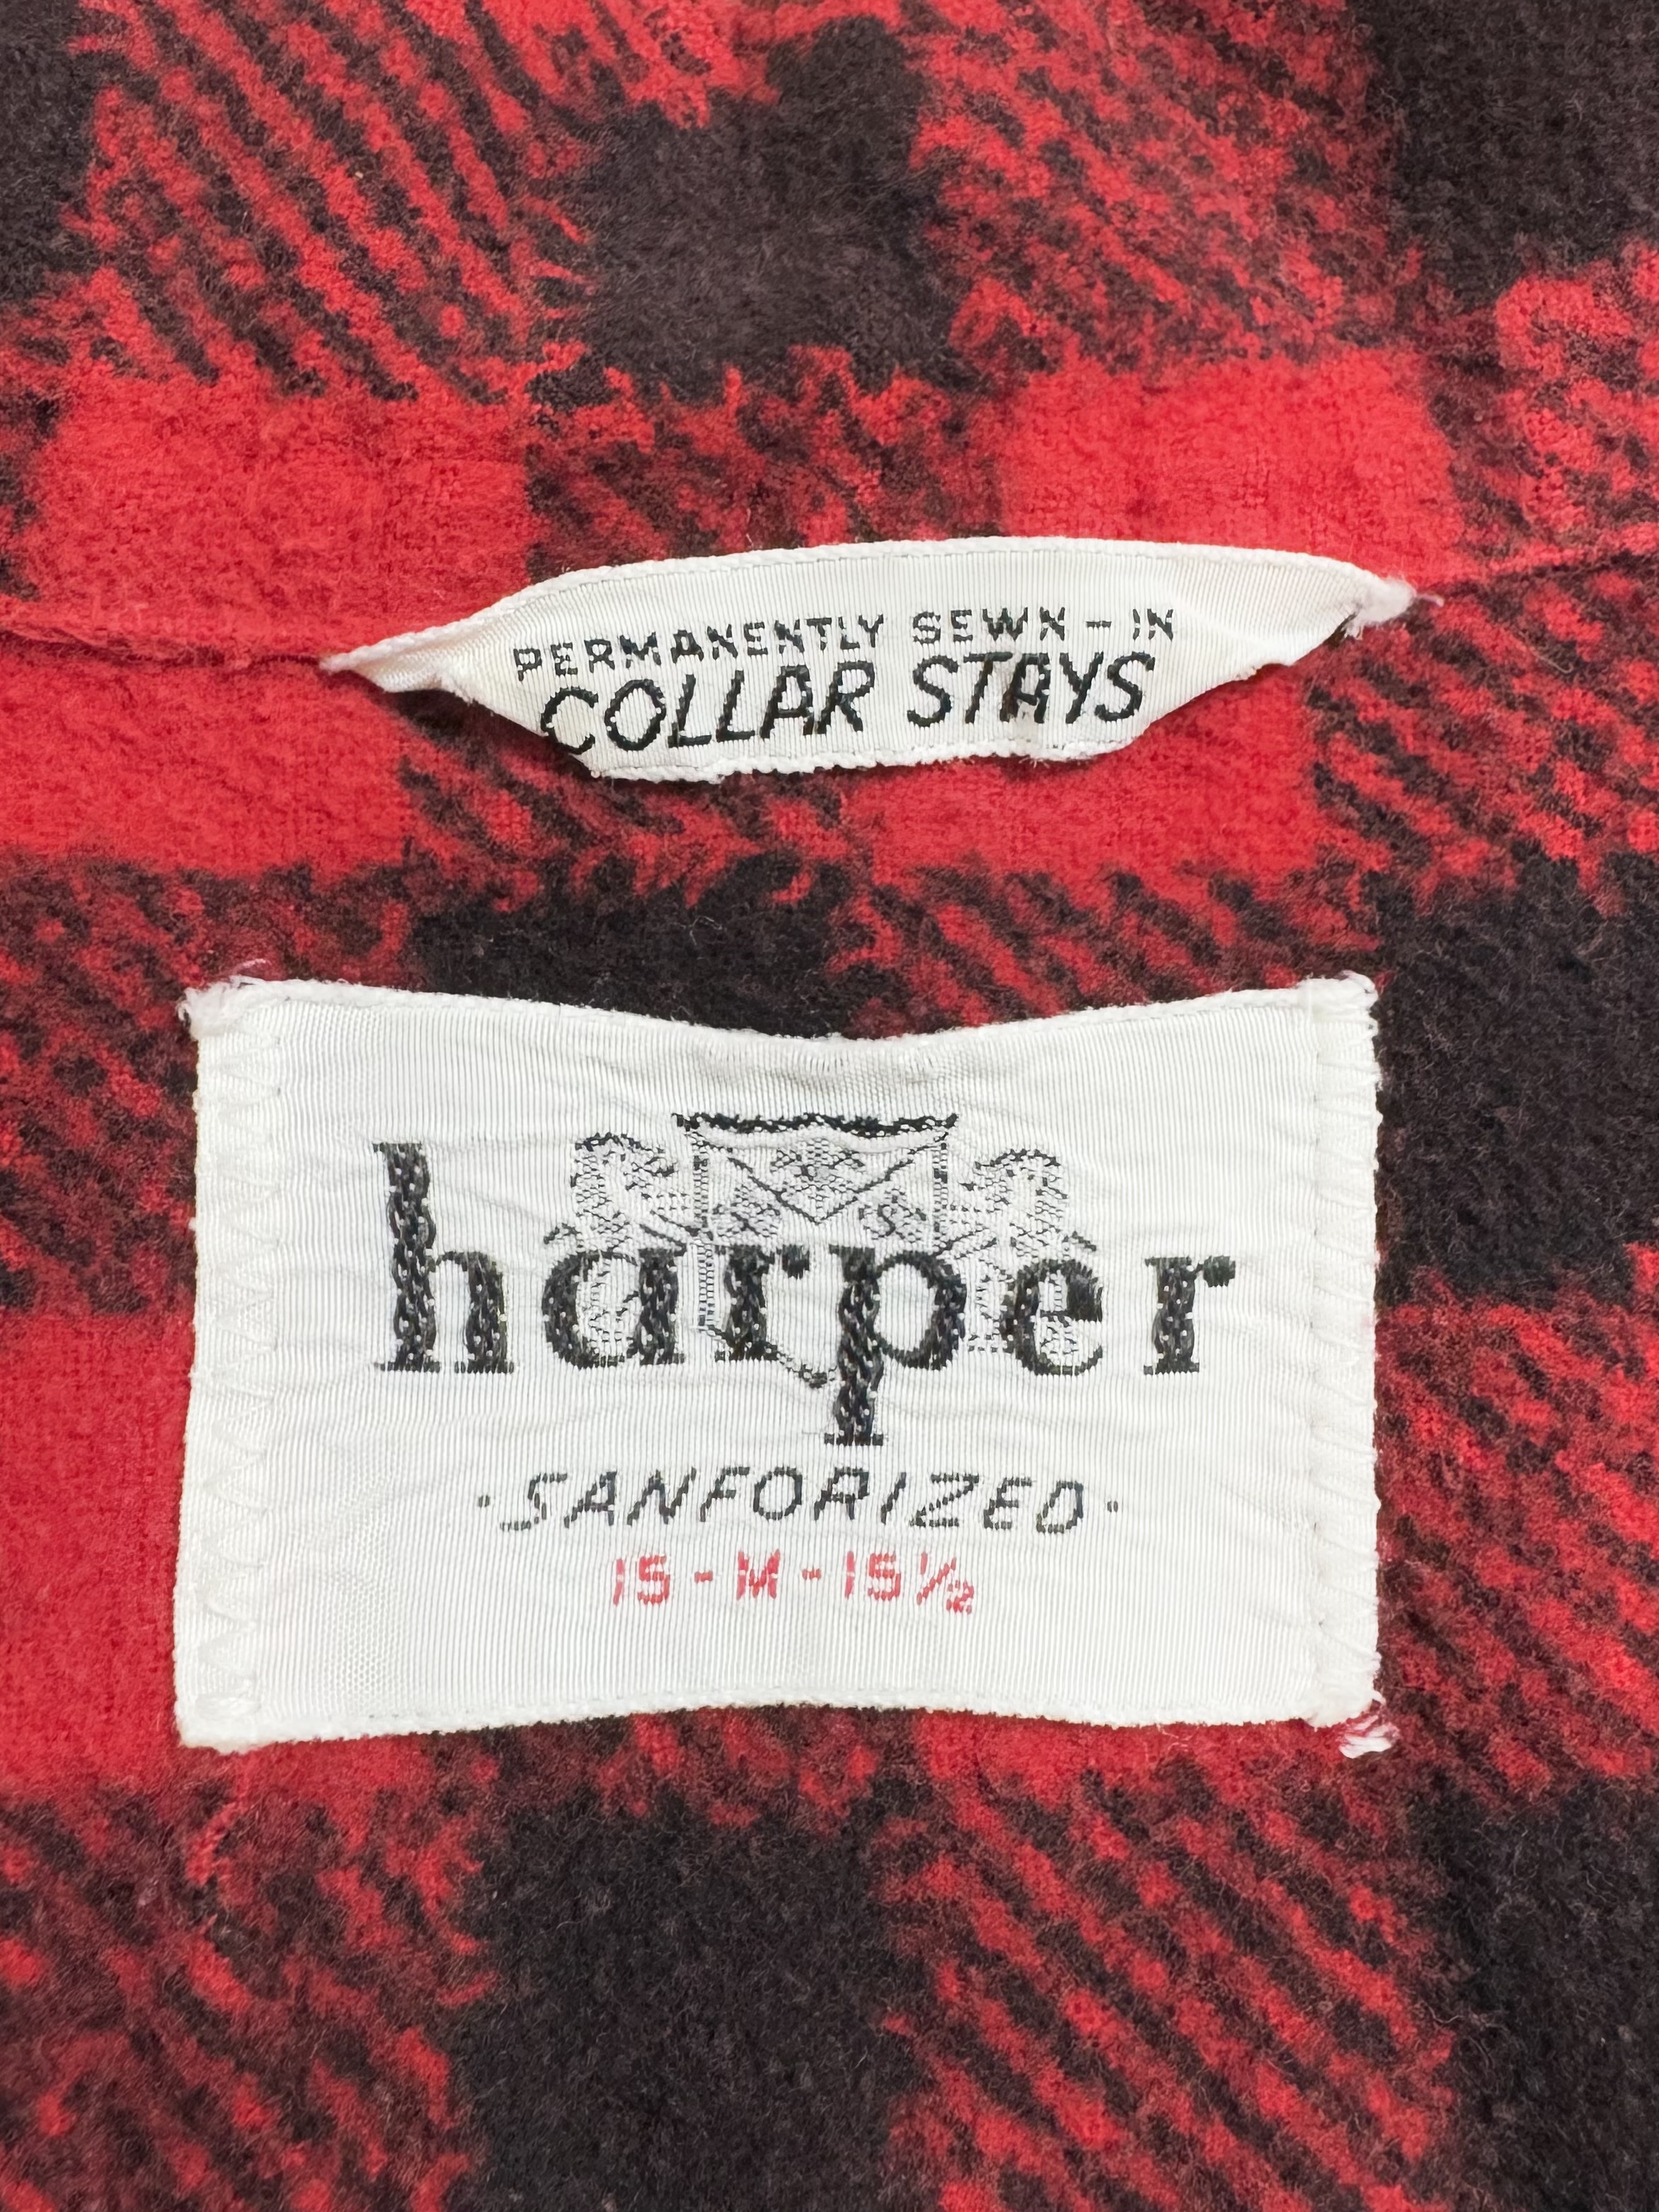 PERMANENTLY SEWN-IN
COLLAR STAYS
harper
·SANFORIZED·
15-M-15½